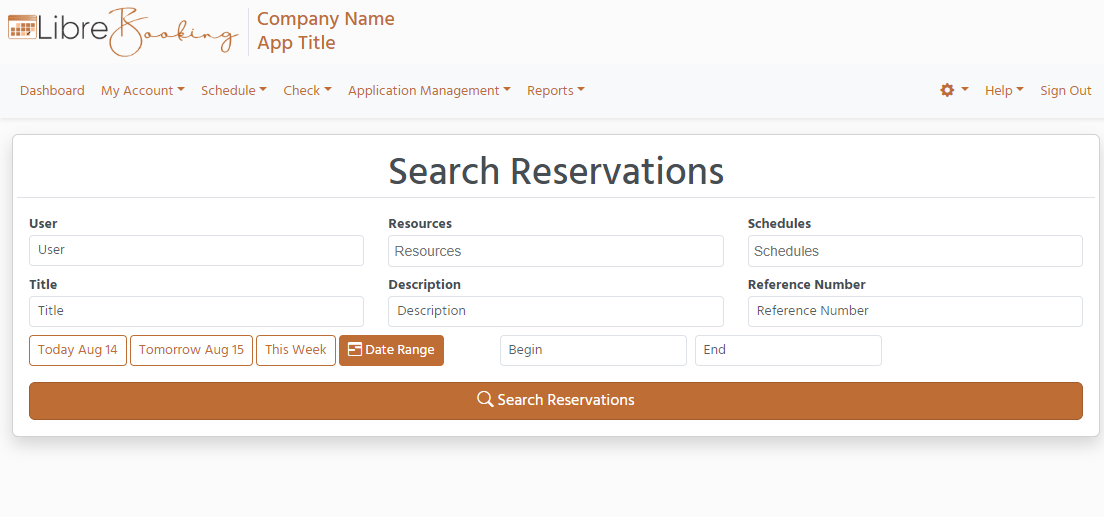 LibreBooking
Company Name
App Title
Dashboard My Account Schedule Check Application Management Reports Help Sign Out
Search Reservations
User Resources Schedules
User Resources Schedules
Title Description Reference Number
Title Description Reference Number
Today Aug 14 Tomorrow Aug 15 This Week Date Range Begin End
Search Reservations